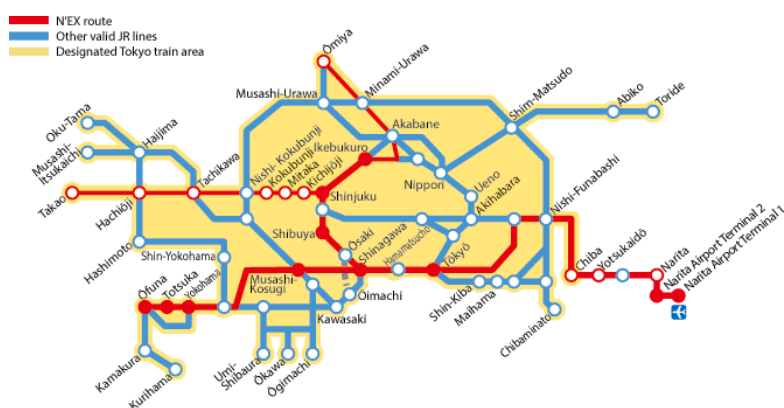 N'EX route
Other valid JR lines
Designated Tokyo train area
Ōmiya
Minami-Urawa
Musashi-Urawa
Shim-Matsudo
Abiko
Toride
Oku-Tama
Haijima
Akabane
Ikebukuro
Musashi-
Itsukaichi
Tachikawa
Nishi- Kokubunji
Kokubunji
Mitaka
Kichijōji
Nippori
Ueno
Takao
Hachiōji
Shinjuku
Akihabara
Nishi-Funabashi
Shibuya
Ōsaki
Shinagawa
Hamamatsucho
Tōkyō
Hashimoto
Shin-Yokohama
Chiba
Yotsukaidō
Narita
Narita Airport Terminal 2
Narita Airport Terminal 1
Ōfuna
Totsuka
Yokohama
Musashi-
Kosugi
Ōimachi
Kawasaki
Shin-Kiba
Maihama
Chibaminato
Kamakura
Kurihama
Umi-
Shibaura
Ōkawa
Ōgimachi